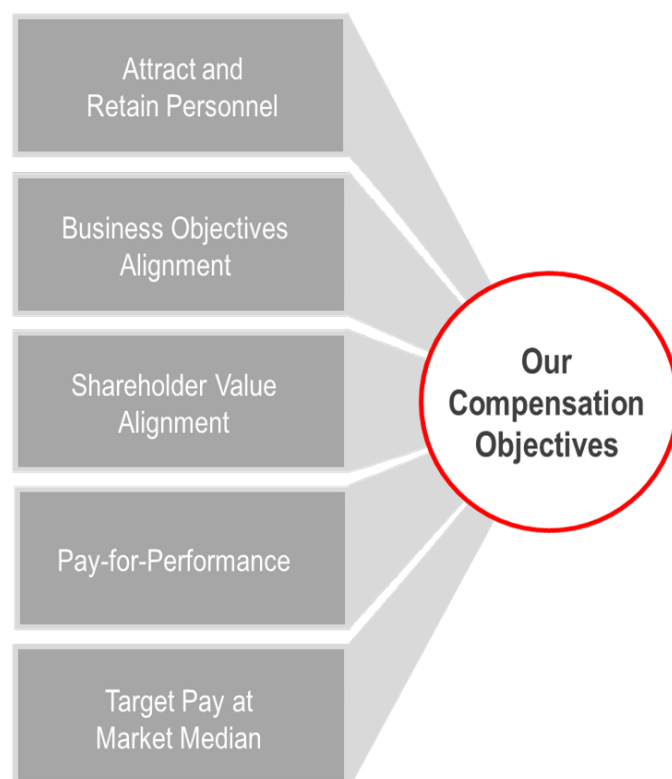 Attract and
Retain Personnel
Business Objectives
Alignment
Shareholder Value
Alignment
Pay-for-Performance
Target Pay at
Market Median
Our
Compensation
Objectives